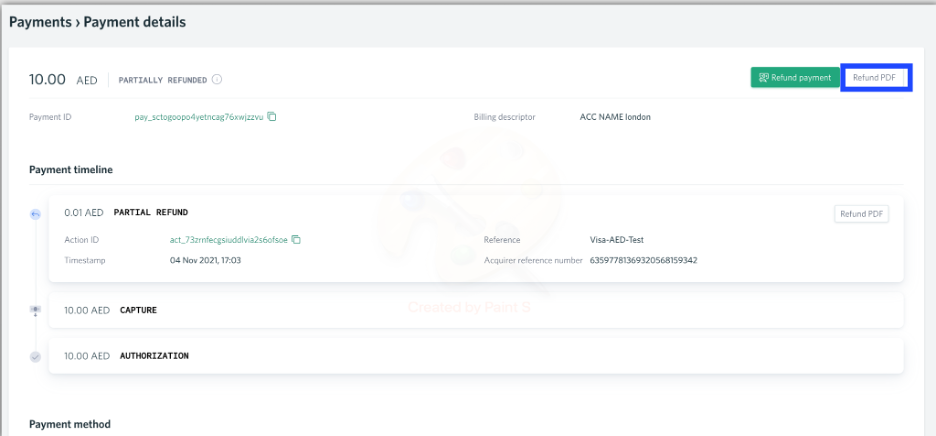 Payments › Payment details
10.00 AED PARTIALLY REFUNDED
Refund payment
Refund PDF
Payment ID pay_sctogoopo4yetncag76xwjzzvu
Billing descriptor ACC NAME london
Payment timeline
0.01 AED PARTIAL REFUND
Refund PDF
Action ID act_73zrnfecgsiuddlvia2s6ofsoe
Reference Visa-AED-Test
Timestamp 04 Nov 2021, 17:03
Acquirer reference number 63597781369320568159342
10.00 AED CAPTURE
Created by Paint S
10.00 AED AUTHORIZATION
Payment method